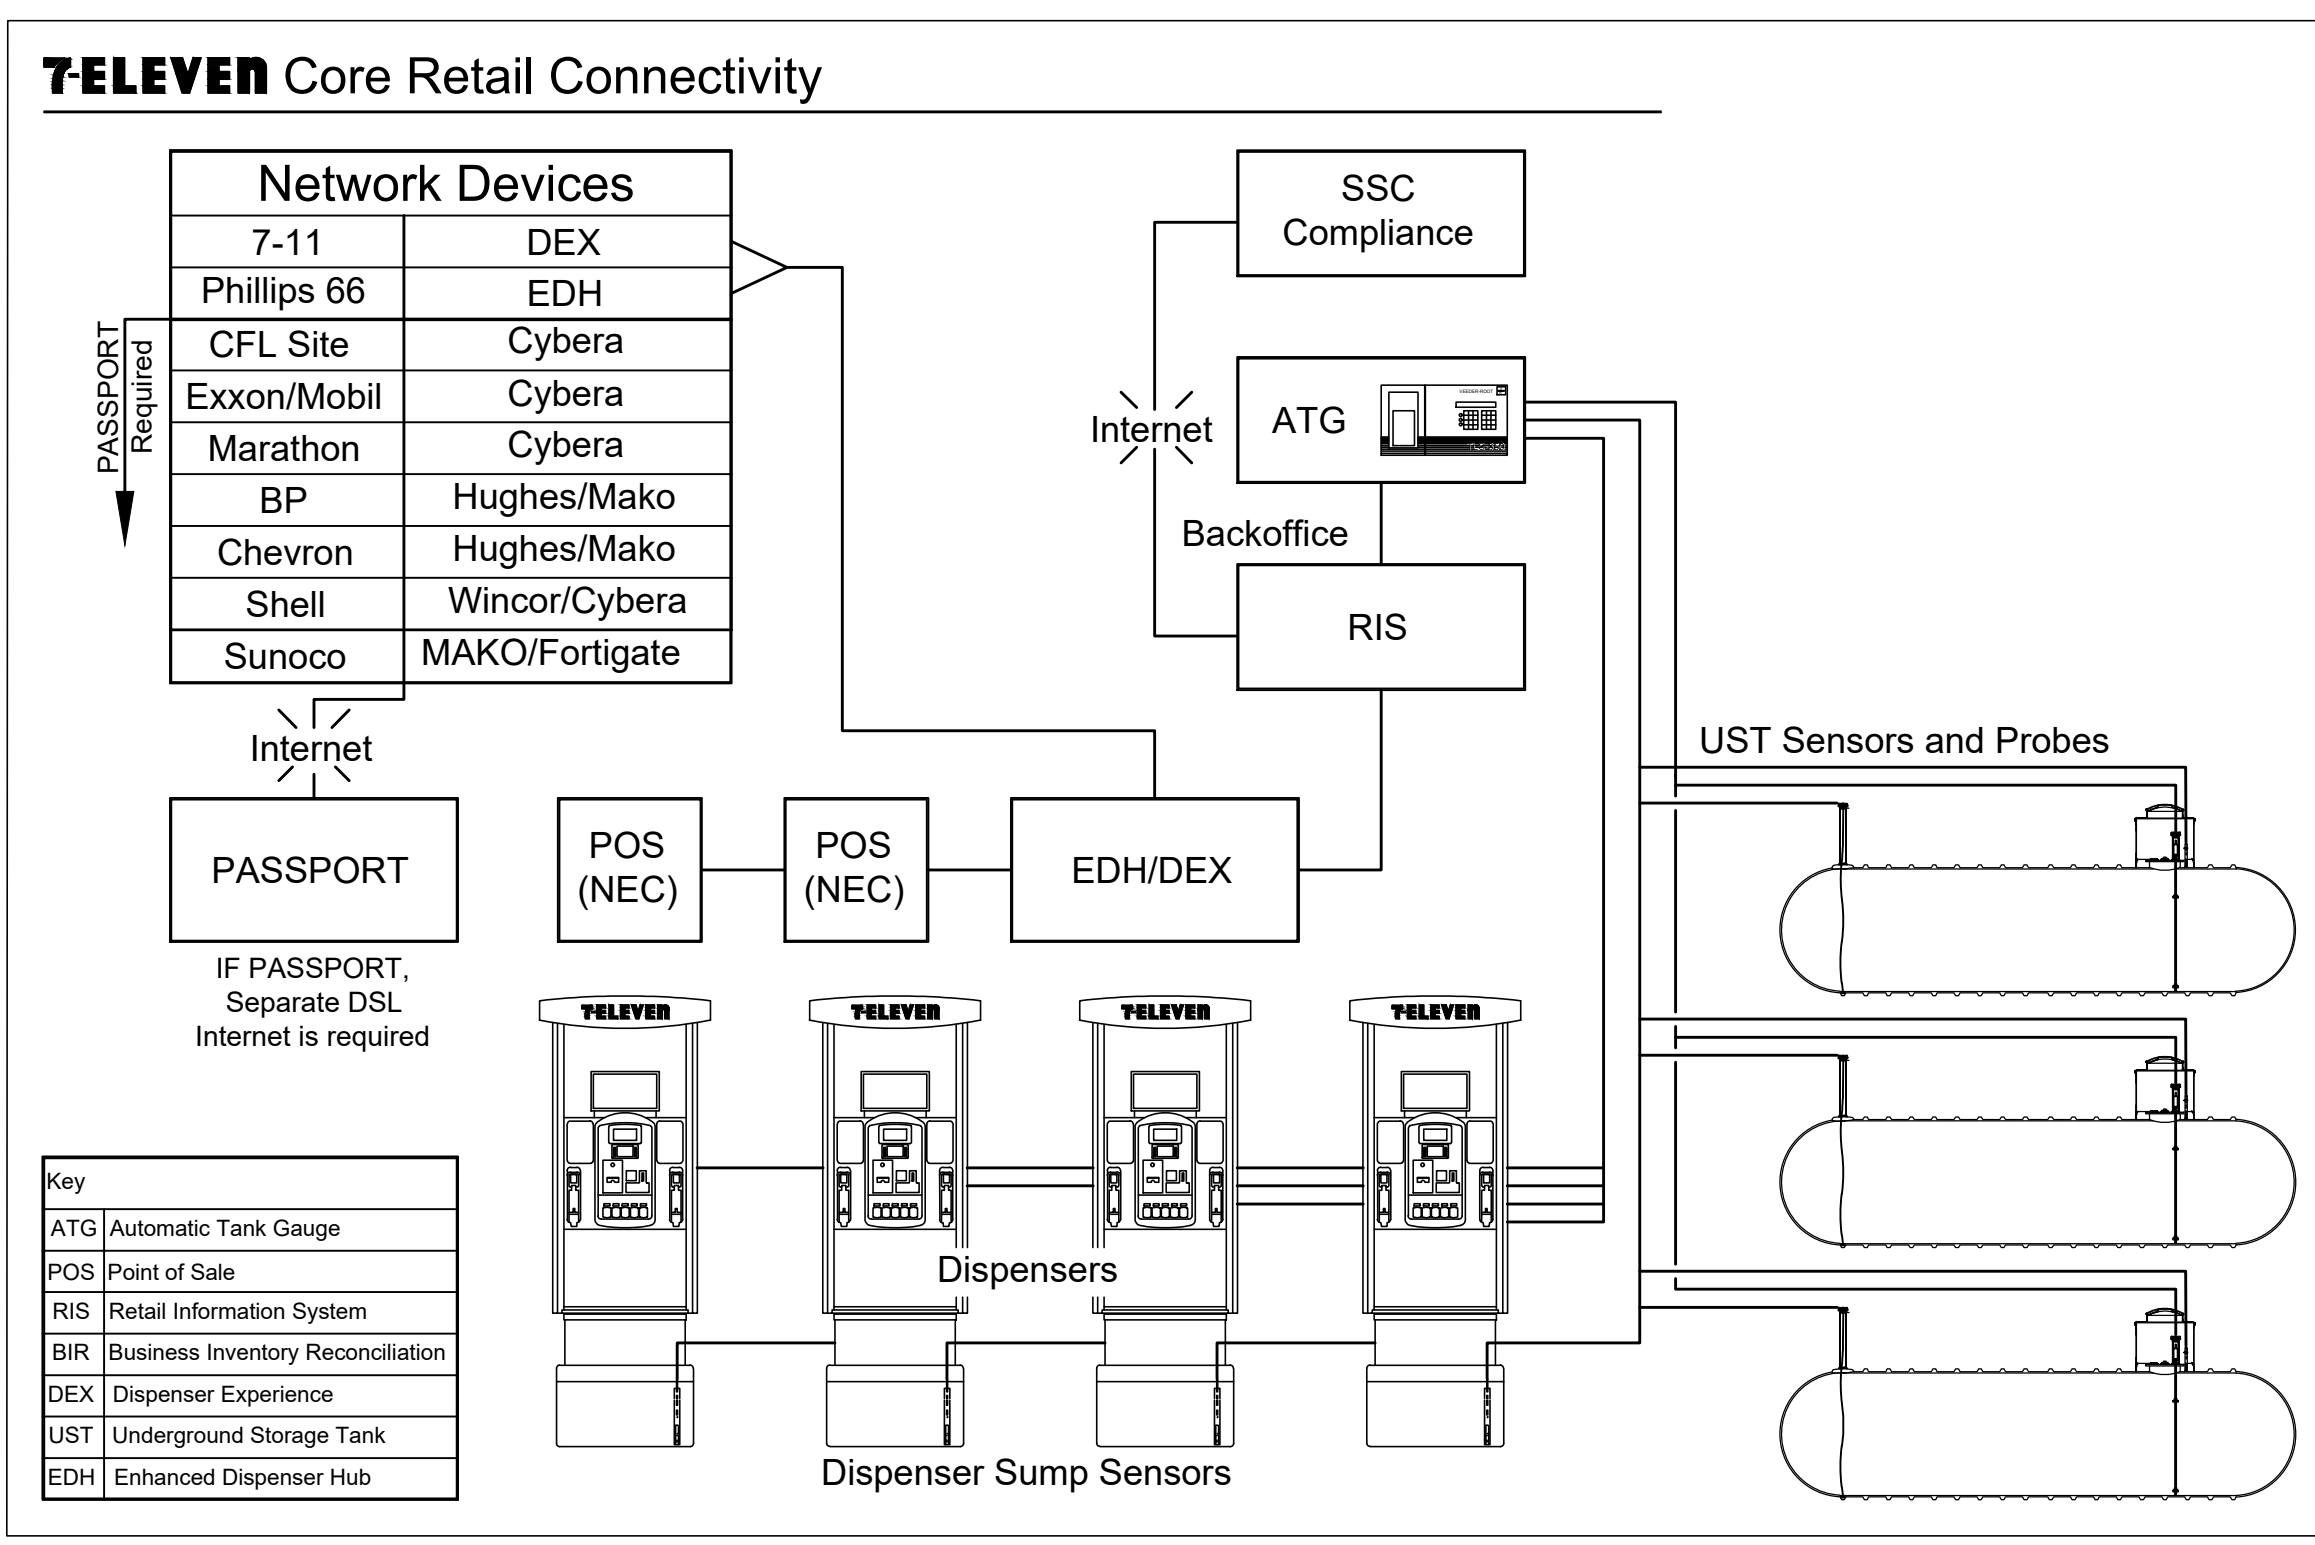 7-ELEVEN Core Retail Connectivity
Network Devices
7-11 DEX
Phillips 66 EDH
CFL Site Cybera
Exxon/Mobil Cybera
Marathon Cybera
BP Hughes/Mako
Chevron Hughes/Mako
Shell Wincor/Cybera
Sunoco MAKO/Fortigate
PASSPORT
Required
Internet
PASSPORT
IF PASSPORT,
Separate DSL
Internet is required
SSC
Compliance
Internet
ATG
VEEDER-ROOT
TLS-350
Backoffice
RIS
POS
(NEC)
POS
(NEC)
EDH/DEX
UST Sensors and Probes
7-ELEVEN
7-ELEVEN
7-ELEVEN
7-ELEVEN
Dispensers
Dispenser Sump Sensors
Key
ATG Automatic Tank Gauge
POS Point of Sale
RIS Retail Information System
BIR Business Inventory Reconciliation
DEX Dispenser Experience
UST Underground Storage Tank
EDH Enhanced Dispenser Hub